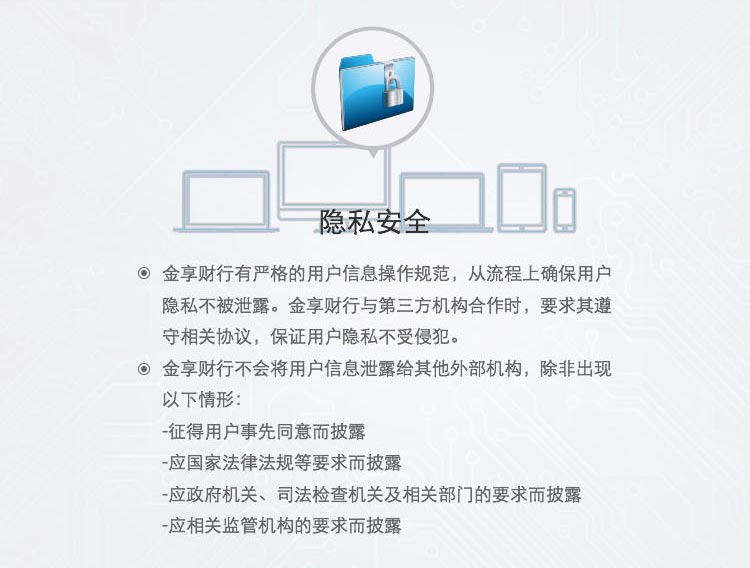 隐私安全
金享财行有严格的用户信息操作规范，从流程上确保用户
隐私不被泄露。金享财行与第三方机构合作时，要求其遵
守相关协议，保证用户隐私不受侵犯。
金享财行不会将用户信息泄露给其他外部机构，除非出现
以下情形：
-征得用户事先同意而披露
-应国家法律法规等要求而披露
-应政府机关、司法检查机关及相关部门的要求而披露
-应相关监管机构的要求而披露